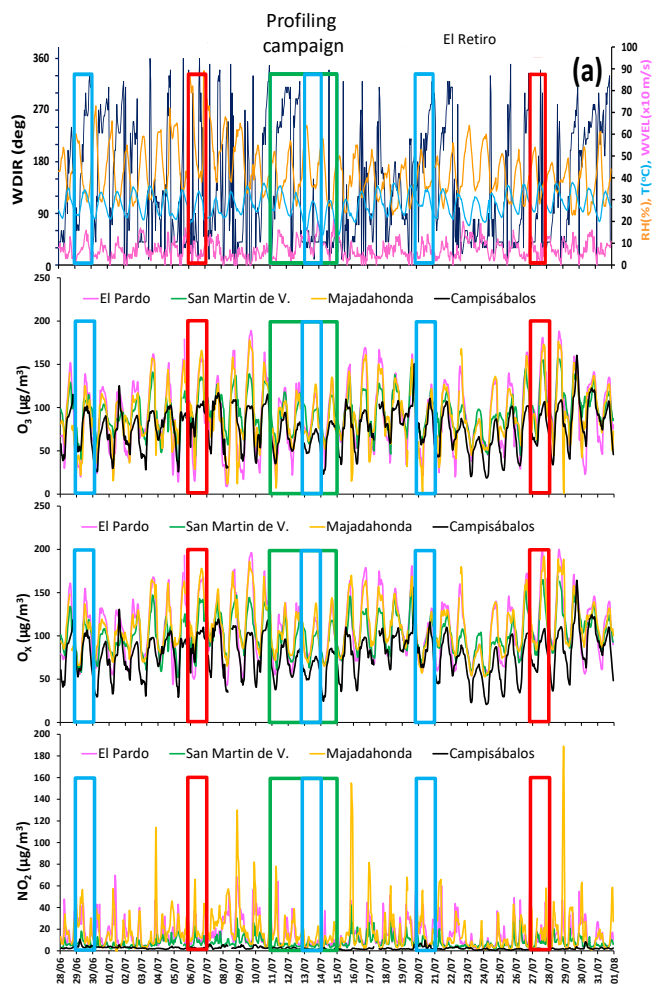 Profiling
campaign
El Retiro
(a)
WDIR (deg)
360
270
180
90
0
100
90
80
70
60
50
40
30
20
10
0
RH(%), T(ºC), WVEL(x10 m/s)
El Pardo San Martin de V. Majadahonda Campisábalos
O3 (µg/m³)
200
150
100
50
0
El Pardo San Martin de V. Majadahonda Campisábalos
OX (µg/m³)
200
150
100
50
0
El Pardo San Martin de V. Majadahonda Campisábalos
NO2 (µg/m³)
200
180
160
140
120
100
80
60
40
20
0
28/06 29/06 30/06 01/07 02/07 03/07 04/07 05/07 06/07 07/07 08/07 09/07 10/07 11/07 12/07 13/07 14/07 15/07 16/07 17/07 18/07 19/07 20/07 21/07 22/07 23/07 24/07 25/07 26/07 27/07 28/07 29/07 30/07 31/07 01/08